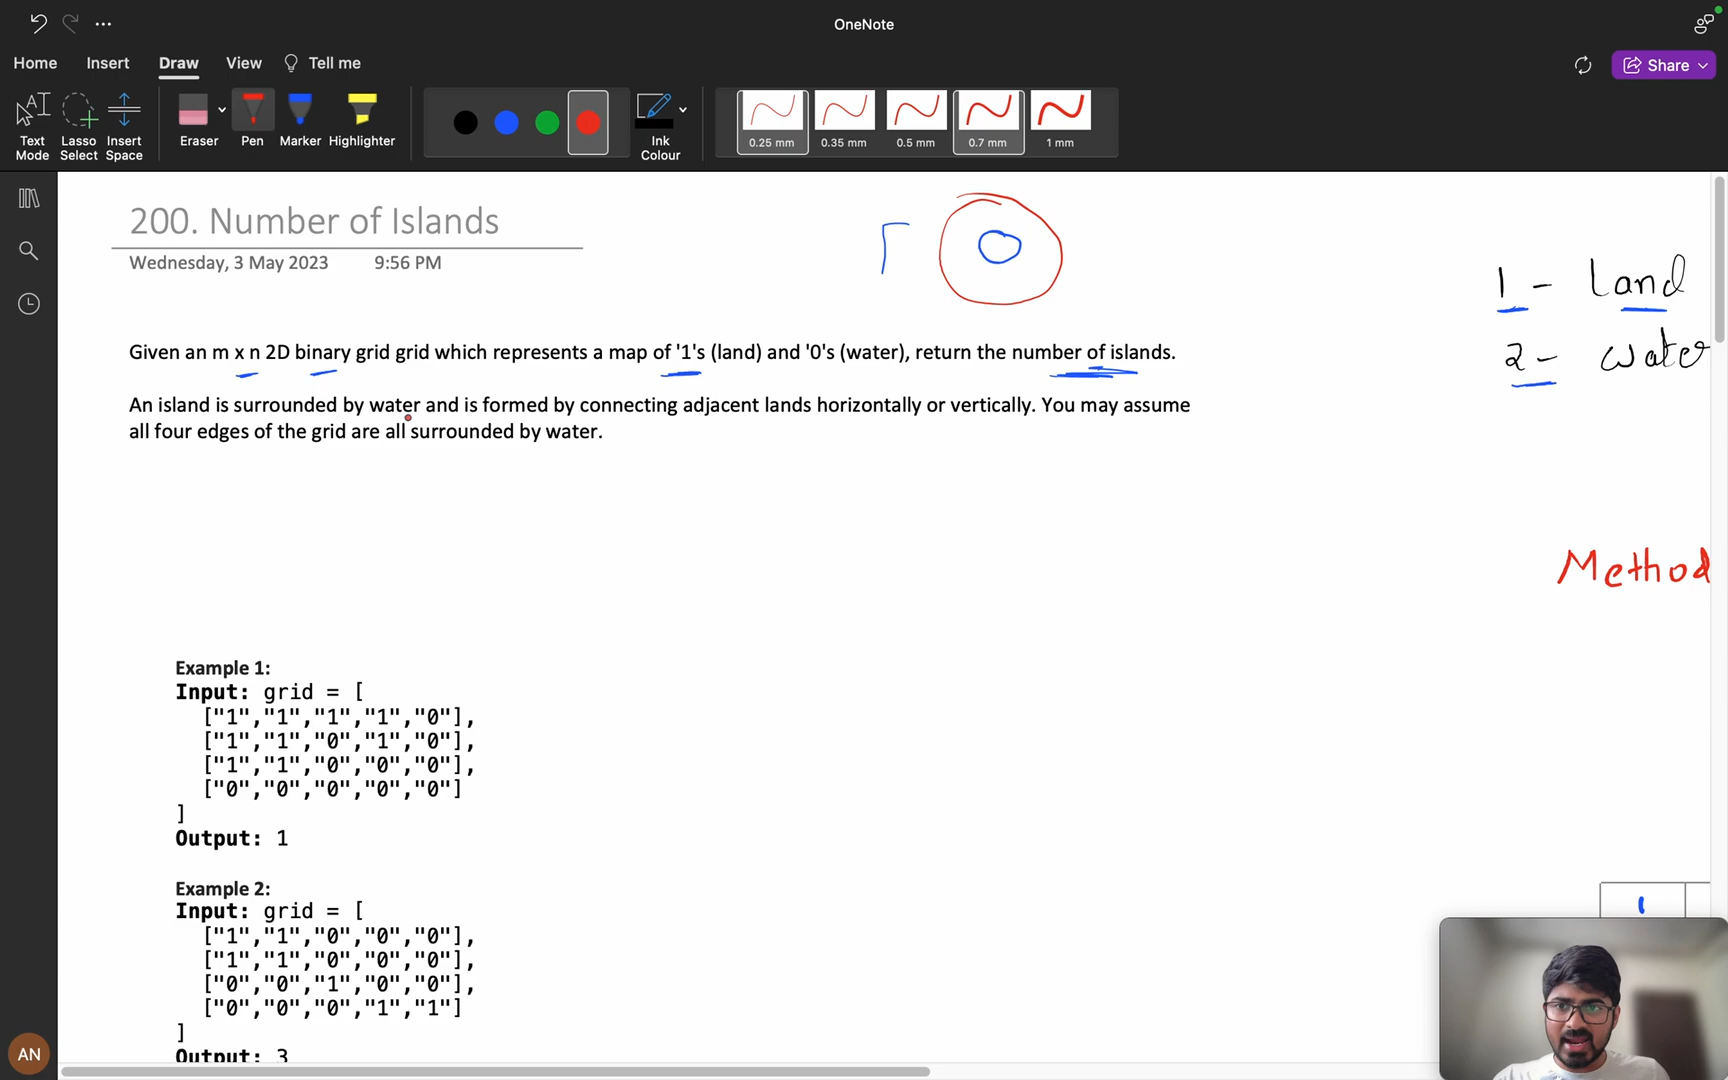 OneNote
Home Insert Draw View Tell me
Share
Text Mode
Lasso Select
Insert Space
Eraser
Pen
Marker
Highlighter
Ink Colour
0.25 mm
0.35 mm
0.5 mm
0.7 mm
1 mm
200. Number of Islands
Wednesday, 3 May 2023 9:56 PM
1 - Land
2 - water
Given an m x n 2D binary grid grid which represents a map of '1's (land) and '0's (water), return the number of islands.
An island is surrounded by water and is formed by connecting adjacent lands horizontally or vertically. You may assume
all four edges of the grid are all surrounded by water.
Method
Example 1:
Input: grid = [
["1","1","1","1","0"],
["1","1","0","1","0"],
["1","1","0","0","0"],
["0","0","0","0","0"]
]
Output: 1
Example 2:
Input: grid = [
["1","1","0","0","0"],
["1","1","0","0","0"],
["0","0","1","0","0"],
["0","0","0","1","1"]
]
Output: 3
1
AN